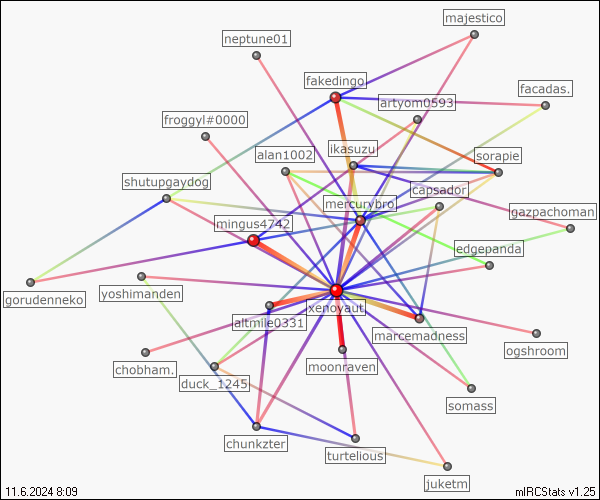 majestico
neptune01
fakedingo
facadas.
artyom0593
froggyl#0000
ikasuzu
alan1002
sorapie
shutupgaydog
capsador
mercurybro
gazpachoman
mingus4742
edgepanda
gorudenneko
yoshimanden
xenoyaut
altmile0331
marcemadness
ogshroom
chobham.
moonraven
duck_1245
somass
chunkzter
turtelious
juketm
11.6.2024 8:09
mIRCStats v1.25